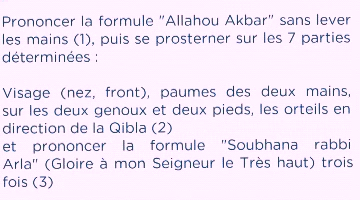 Prononcer la formule "Allahou Akbar" sans lever
les mains (1), puis se prosterner sur les 7 parties
déterminées :
Visage (nez, front), paumes des deux mains,
sur les deux genoux et deux pieds, les orteils en
direction de la Qibla (2)
et prononcer la formule "Soubhana rabbi
Arla" (Gloire à mon Seigneur le Très haut) trois
fois (3)